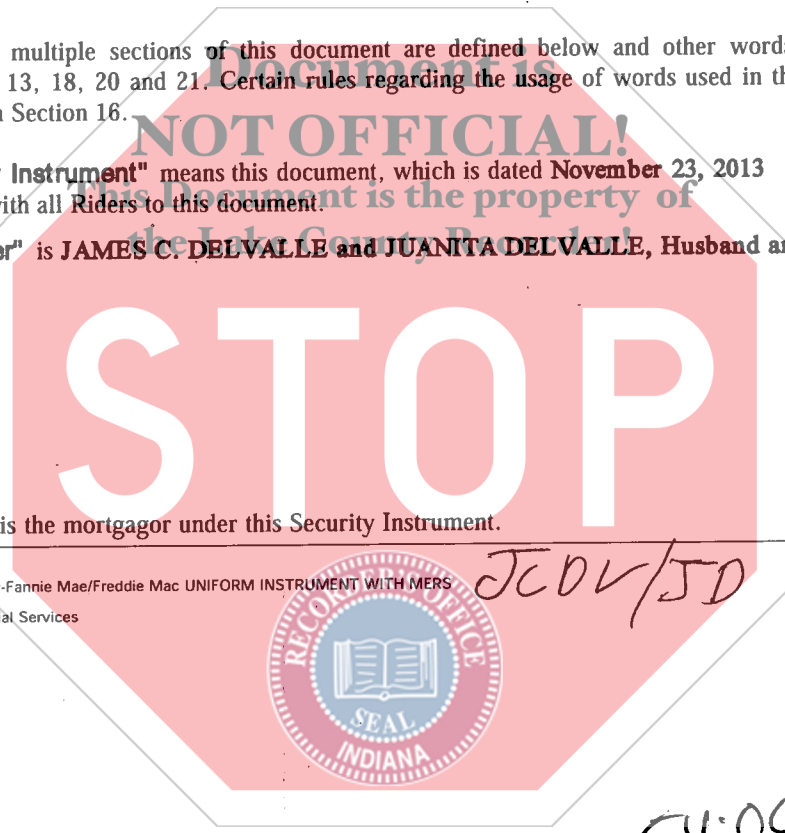 multiple sections of this document are defined below and other word
13, 18, 20 and 21. Certain rules regarding the usage of words used in th
Section 16.
Document is
NOT OFFICIAL!
This Document is the property of
the Lake County Recorder!
Instrument" means this document, which is dated November 23, 2013
with all Riders to this document.
er" is JAMES C. DELVALLE and JUANITA DELVALLE, Husband an
STOP
is the mortgagor under this Security Instrument.
-Fannie Mae/Freddie Mac UNIFORM INSTRUMENT WITH MERS
ial Services
JCDV/JD
RECORDER'S OFFICE
SEAL
INDIANA